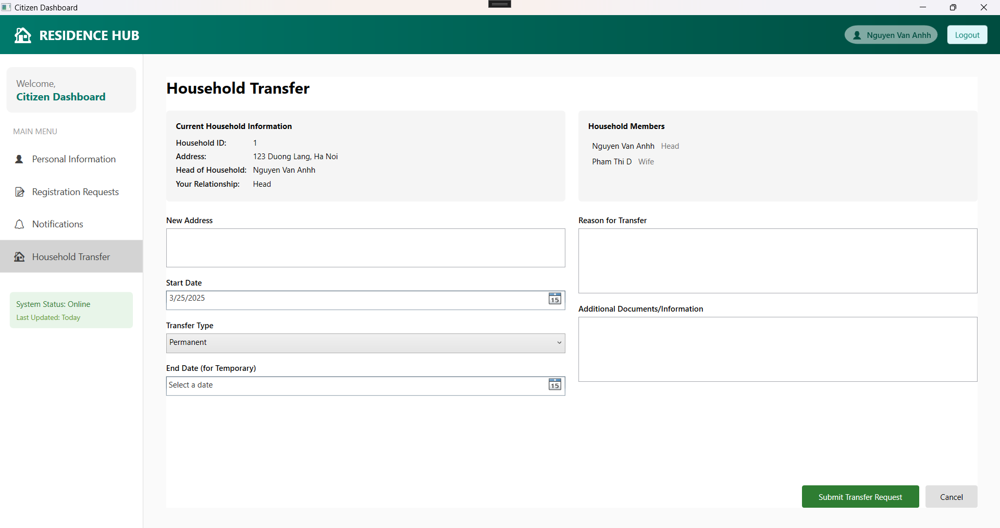 Citizen Dashboard
RESIDENCE HUB
Nguyen Van Anhh
Logout
Welcome,
Citizen Dashboard
MAIN MENU
Personal Information
Registration Requests
Notifications
Household Transfer
System Status: Online
Last Updated: Today
Household Transfer
Current Household Information
Household ID: 1
Address: 123 Duong Lang, Ha Noi
Head of Household: Nguyen Van Anhh
Your Relationship: Head
Household Members
Nguyen Van Anhh Head
Pham Thi D Wife
New Address
Start Date
3/25/2025
15
Transfer Type
Permanent
End Date (for Temporary)
Select a date
15
Reason for Transfer
Additional Documents/Information
Submit Transfer Request
Cancel